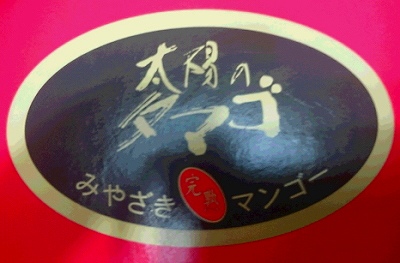 太陽の
タマゴ
みやざき 完熟 マンゴー